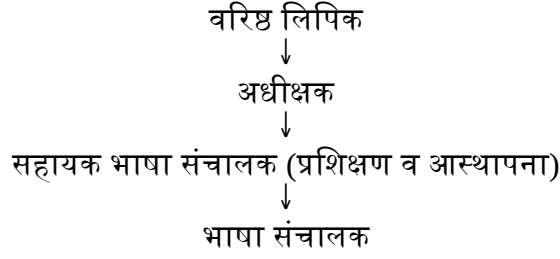 वरिष्ठ लिपिक
↓
अधीक्षक
↓
सहायक भाषा संचालक (प्रशिक्षण व आस्थापना)
↓
भाषा संचालक